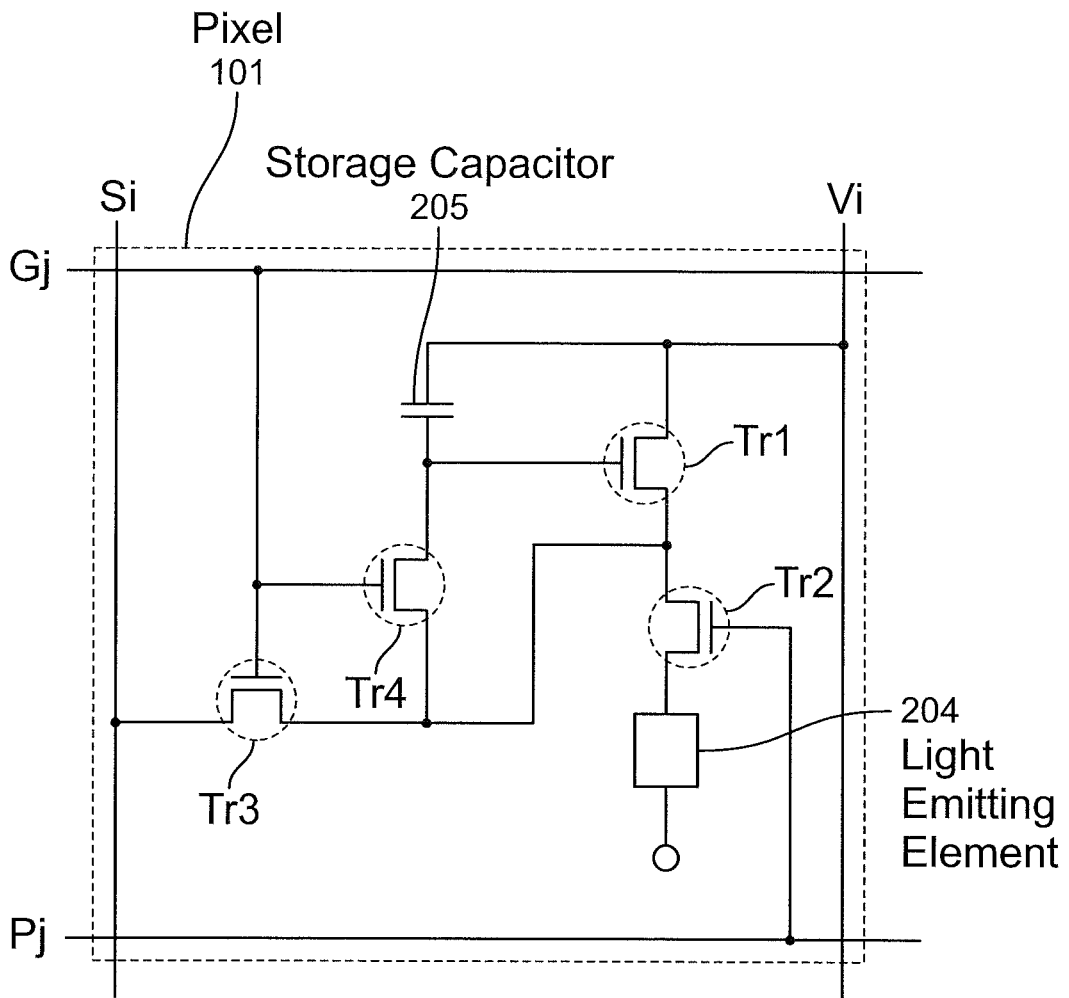 Pixel
101
Storage Capacitor
205
Si
Vi
Gj
Tr1
Tr2
Tr4
Tr3
204
Light
Emitting
Element
Pj